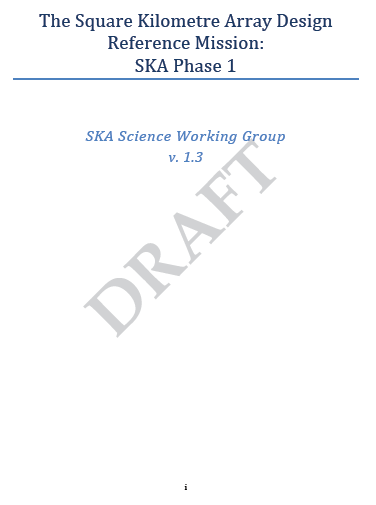 The Square Kilometre Array Design
Reference Mission:
SKA Phase 1
SKA Science Working Group
v. 1.3
DRAFT
i